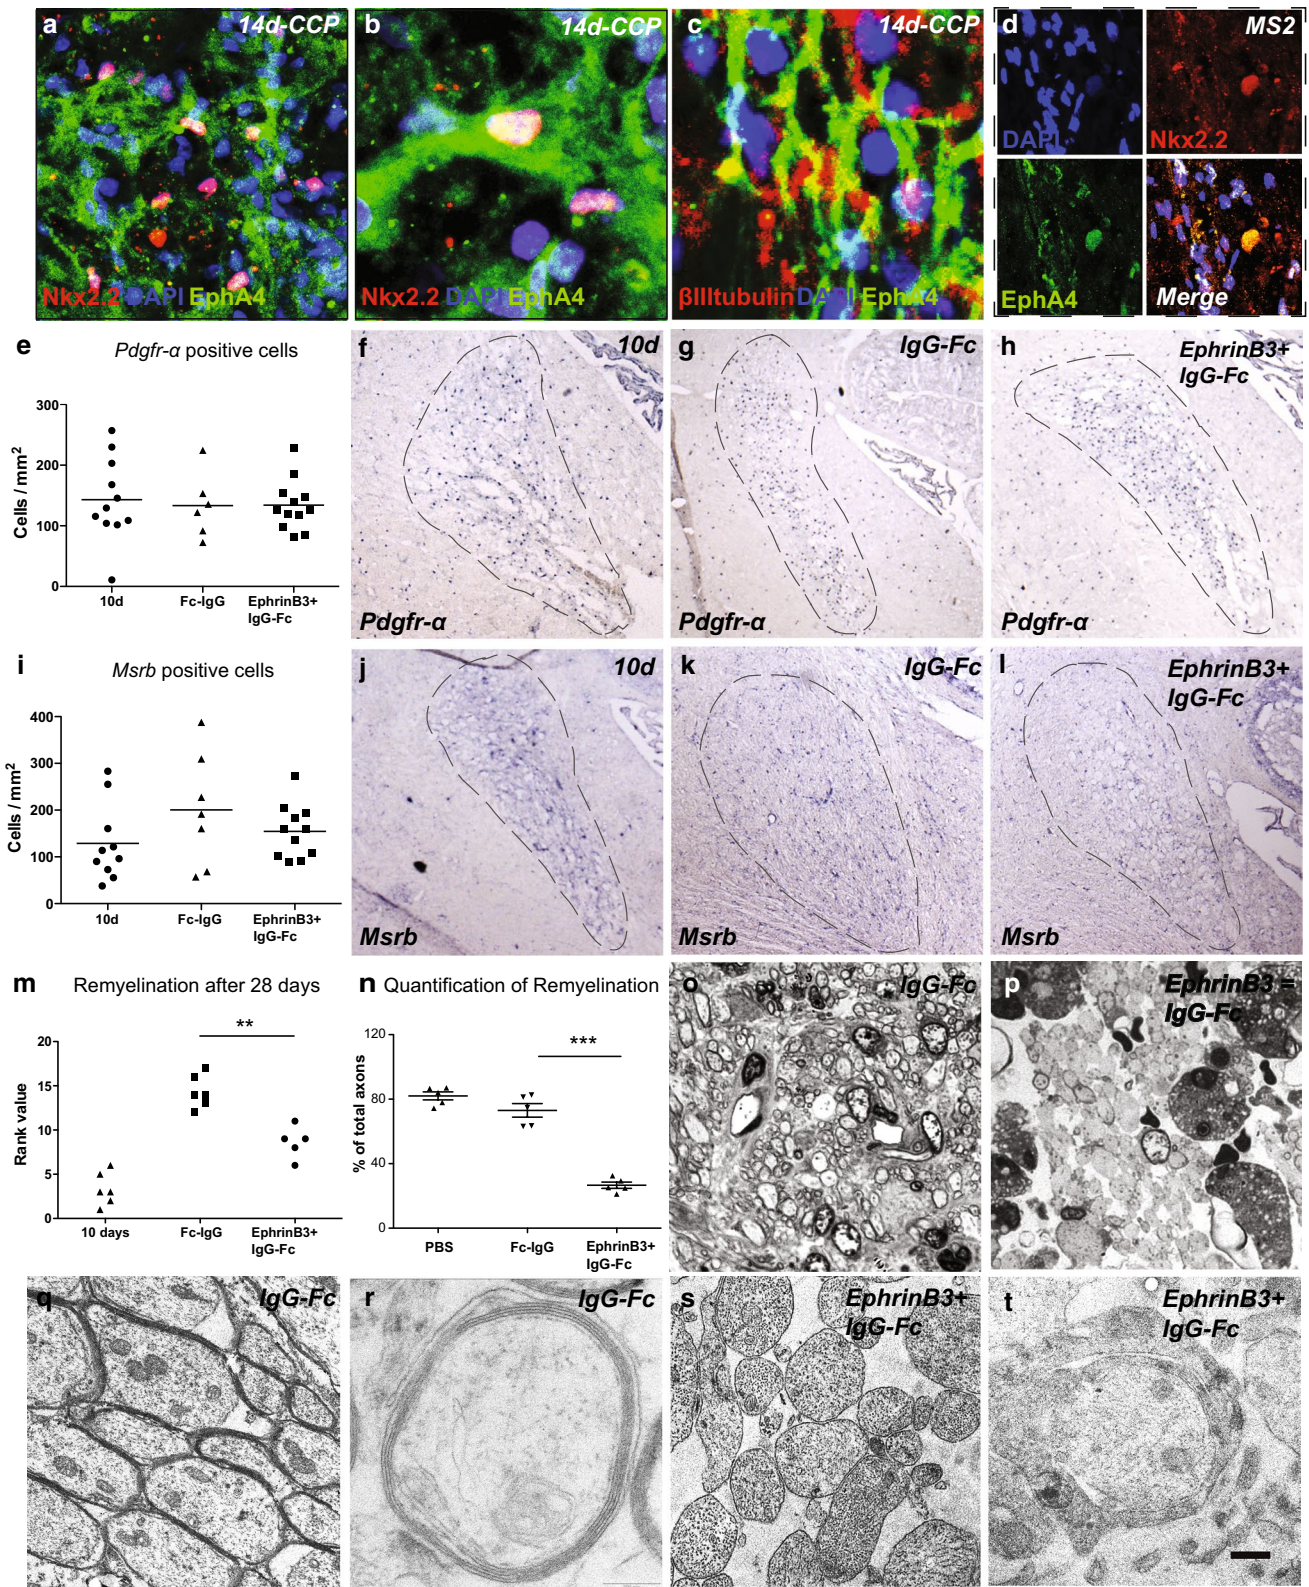 a 14d-CCP
Nkx2.2 DAPI EphA4
b 14d-CCP
Nkx2.2 DAPI EphA4
c 14d-CCP
βIIItubulin DAPI EphA4
d MS2
DAPI Nkx2.2
EphA4 Merge
e Pdgfr-α positive cells
Cells / mm²
300
200
100
0
10d Fc-IgG EphrinB3+
IgG-Fc
f 10d
Pdgfr-α
g IgG-Fc
Pdgfr-α
h EphrinB3+
IgG-Fc
Pdgfr-α
i Msrb positive cells
Cells / mm²
400
300
200
100
0
10d Fc-IgG EphrinB3+
IgG-Fc
j 10d
Msrb
k IgG-Fc
Msrb
l EphrinB3+
IgG-Fc
Msrb
m Remyelination after 28 days
**
Rank value
20
15
10
5
0
10 days Fc-IgG EphrinB3+
IgG-Fc
n Quantification of Remyelination
***
% of total axons
120
80
40
0
PBS Fc-IgG EphrinB3+
IgG-Fc
o IgG-Fc
p EphrinB3 =
IgG-Fc
q IgG-Fc
r IgG-Fc
s EphrinB3+
IgG-Fc
t EphrinB3+
IgG-Fc